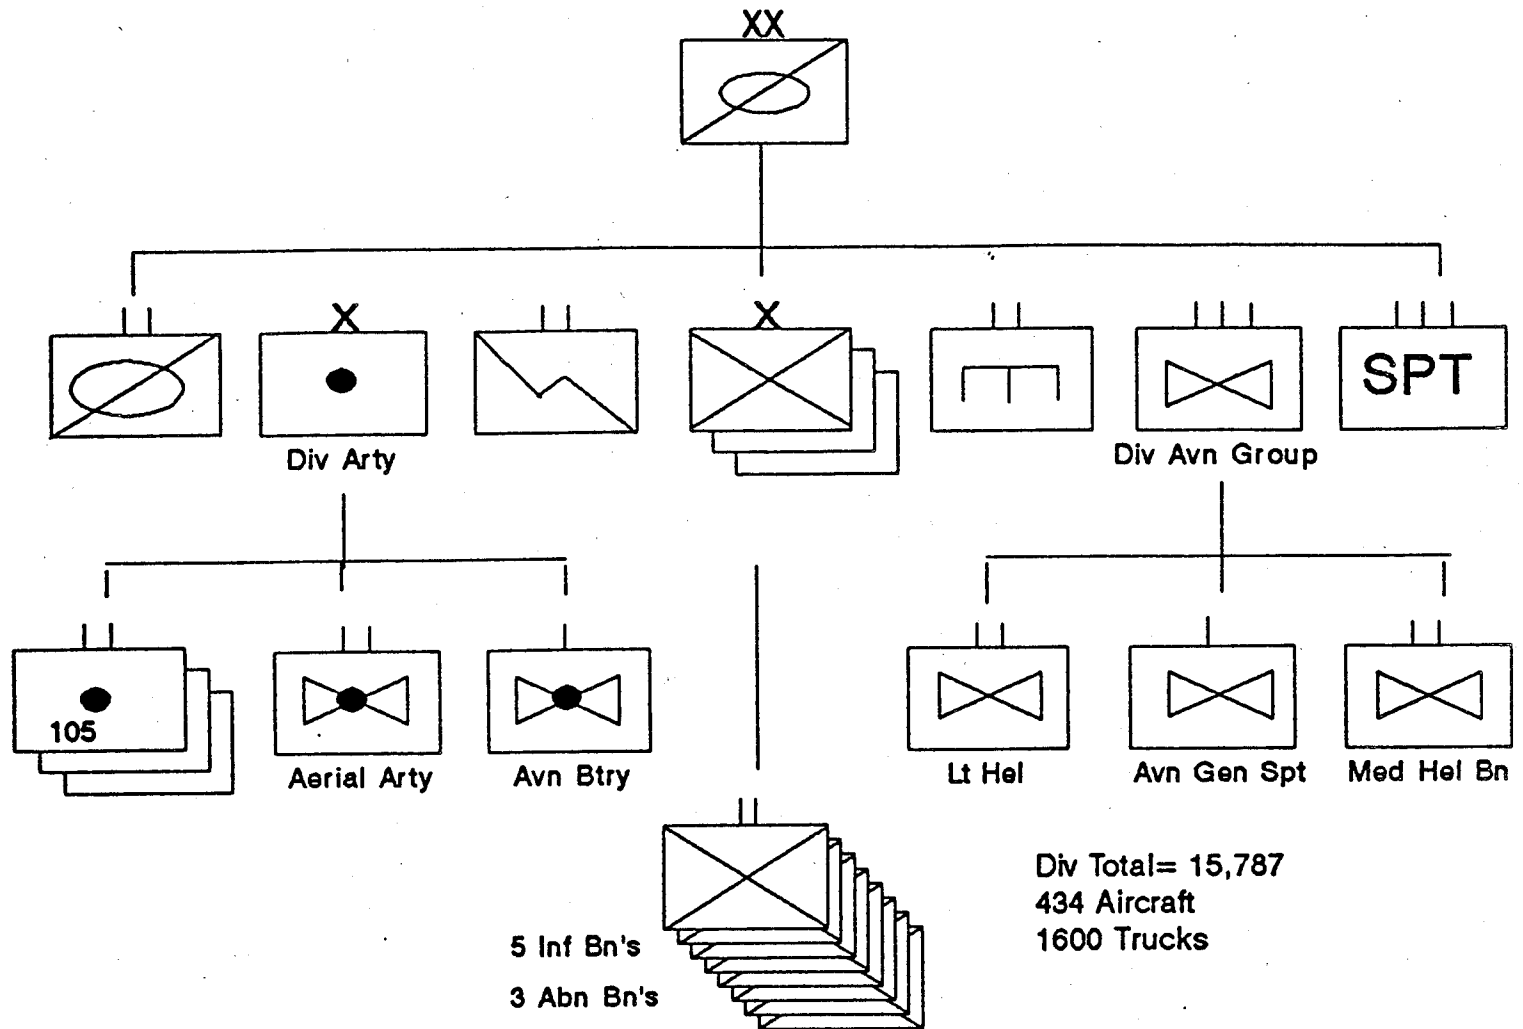 XX
X
X
SPT
Div Arty
Div Avn Group
105
Aerial Arty
Avn Btry
Lt Hel
Avn Gen Spt
Med Hel Bn
Div Total= 15,787
434 Aircraft
1600 Trucks
5 Inf Bn's
3 Abn Bn's